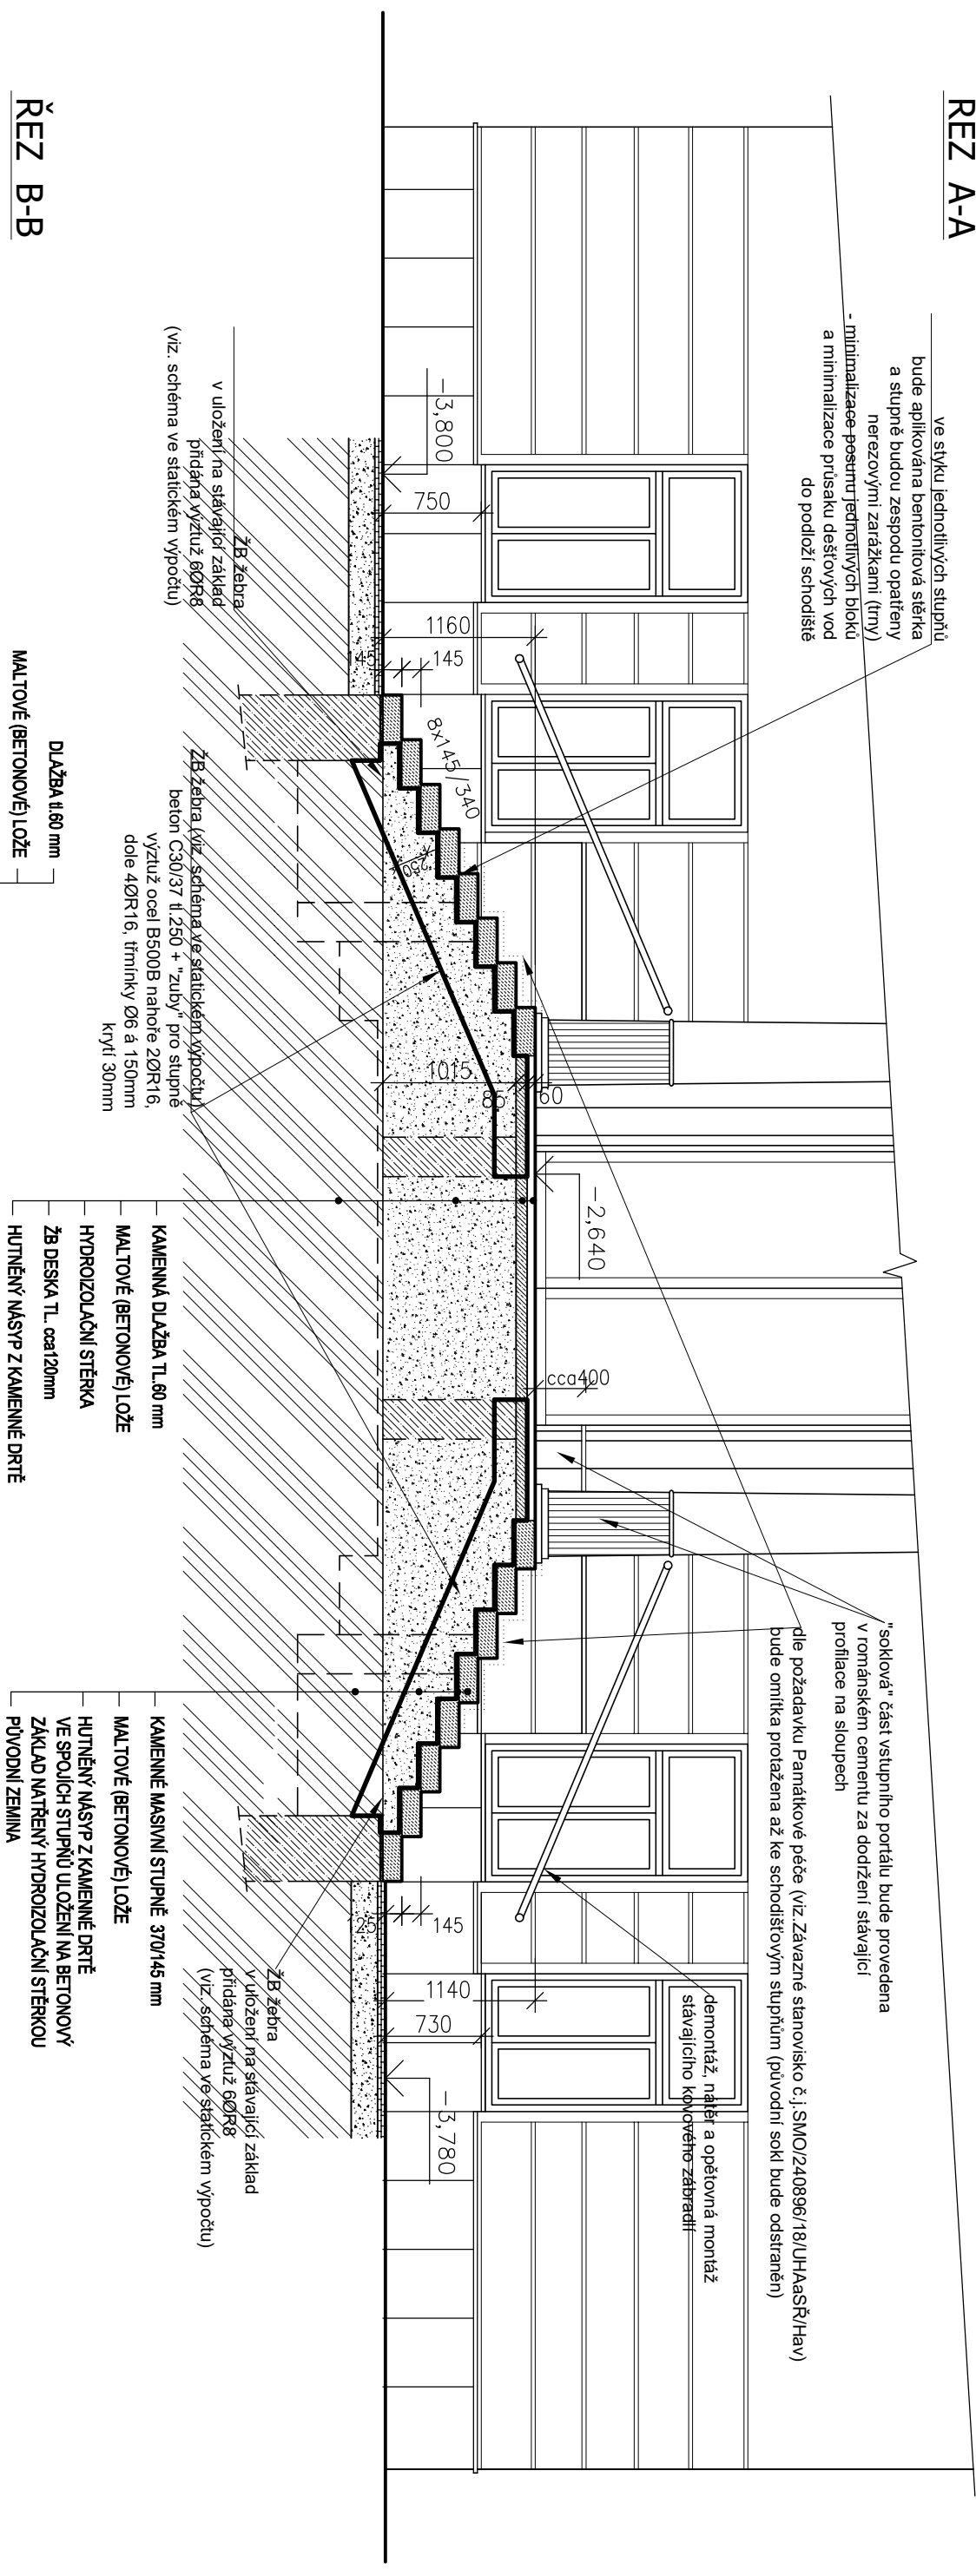 ŘEZ A-A
ve styku jednotlivých stupňů
bude aplikována bentonitová stěrka
a stupně budou zespodu opatřeny
nerezovými zarážkami (trny)
- minimalizace posunu jednotlivých bloků
a minimalizace průsaku dešťových vod
do podloží schodiště
"soklová" část vstupního portálu bude provedena
v románském cementu za dodržení stávající
profilace na sloupech
dle požadavku Památkové péče (viz.Závazné stanovisko č.j.SMO/240896/18/UHAaSŘ/Hav)
bude omítka protažena až ke schodišťovým stupňům (původní sokl bude odstraněn)
demontáž, nátěr a opětovná montáž
stávajícího kovového zábradlí
-3,800
750
1160
145
145
8x145/340
250
1015
85
60
-2,640
cca400
25
145
1140
730
-3,780
ŽB žebra
v uložení na stávající základ
přidána výztuž 6ØR8
(viz. schéma ve statickém výpočtu)
ŽB žebra (viz. schéma ve statickém výpočtu)
beton C30/37 tl.250 + "zuby" pro stupně
výztuž ocel B500B nahoře 2ØR16,
dole 4ØR16, třmínky Ø6 á 150mm
krytí 30mm
ŽB žebra
v uložení na stávající základ
přidána výztuž 6ØR8
(viz. schéma ve statickém výpočtu)
KAMENNÁ DLAŽBA TL.60 mm
MALTOVÉ (BETONOVÉ) LOŽE
HYDROIZOLAČNÍ STĚRKA
ŽB DESKA TL. cca120mm
HUTNĚNÝ NÁSYP Z KAMENNÉ DRTĚ
KAMENNÉ MASIVNÍ STUPNĚ 370/145 mm
MALTOVÉ (BETONOVÉ) LOŽE
HUTNĚNÝ NÁSYP Z KAMENNÉ DRTĚ
VE SPOJÍCH STUPŇŮ ULOŽENÍ NA BETONOVÝ
ZÁKLAD NATŘENÝ HYDROIZOLAČNÍ STĚRKOU
PŮVODNÍ ZEMINA
DLAŽBA tl.60 mm
MALTOVÉ (BETONOVÉ) LOŽE
ŘEZ B-B